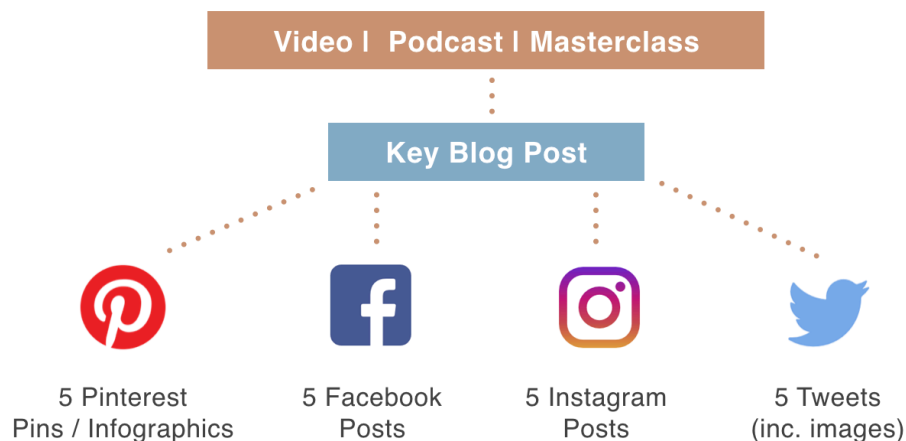 Video | Podcast | Masterclass
Key Blog Post
5 Pinterest
Pins / Infographics
5 Facebook
Posts
5 Instagram
Posts
5 Tweets
(inc. images)